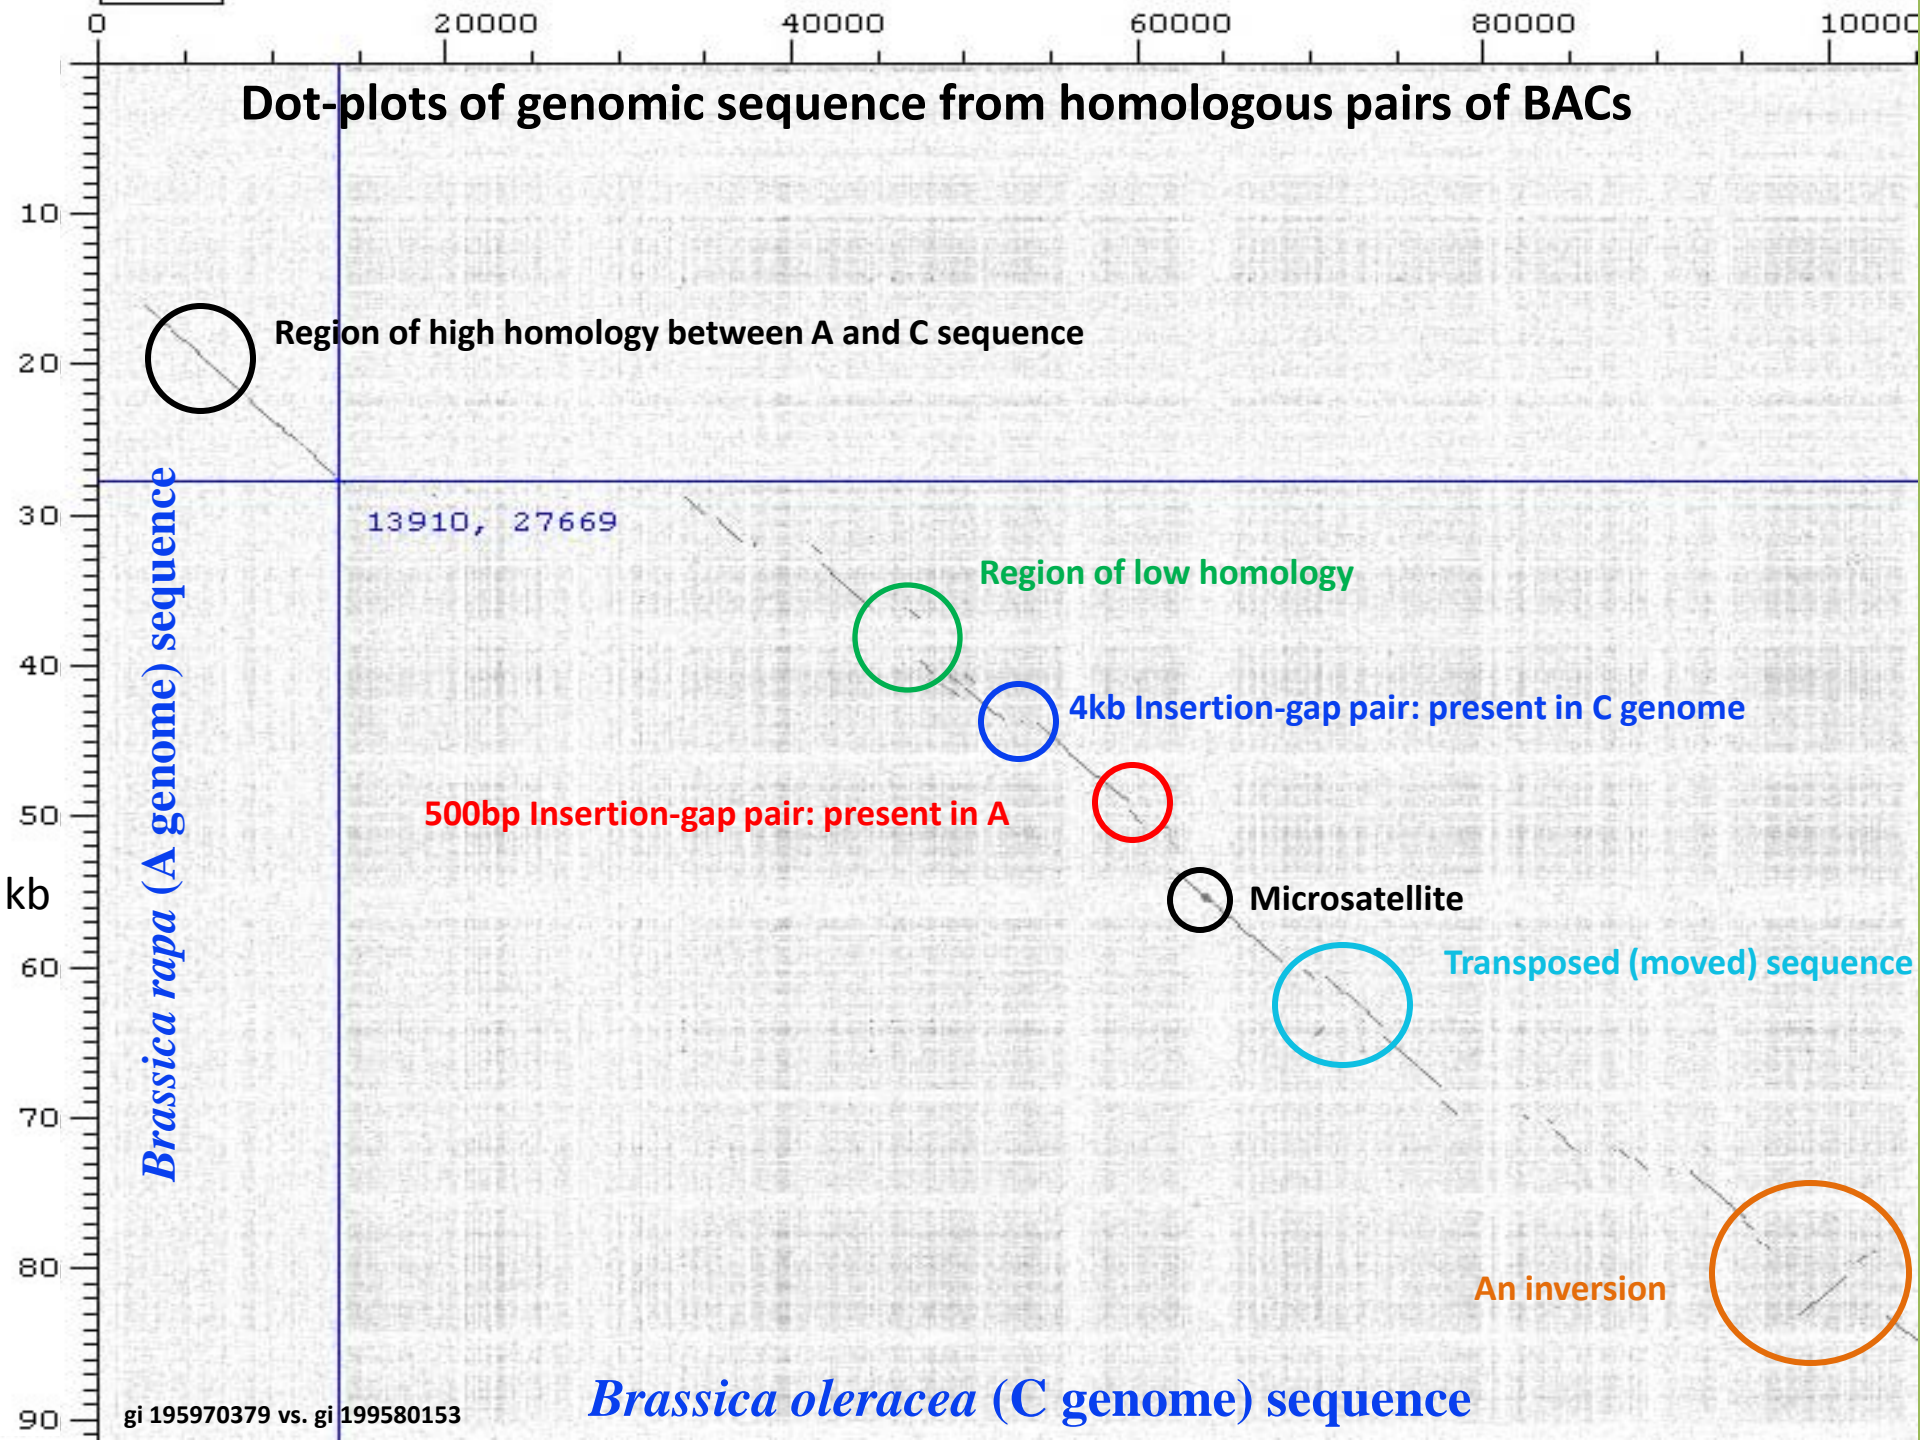 0 20000 40000 60000 80000 10000
Dot-plots of genomic sequence from homologous pairs of BACs
10
Region of high homology between A and C sequence
20
30
13910, 27669
Region of low homology
40
4kb Insertion-gap pair: present in C genome
500bp Insertion-gap pair: present in A
50
kb
Microsatellite
Transposed (moved) sequence
60
70
80
An inversion
Brassica rapa (A genome) sequence
Brassica oleracea (C genome) sequence
90
gi 195970379 vs. gi 199580153